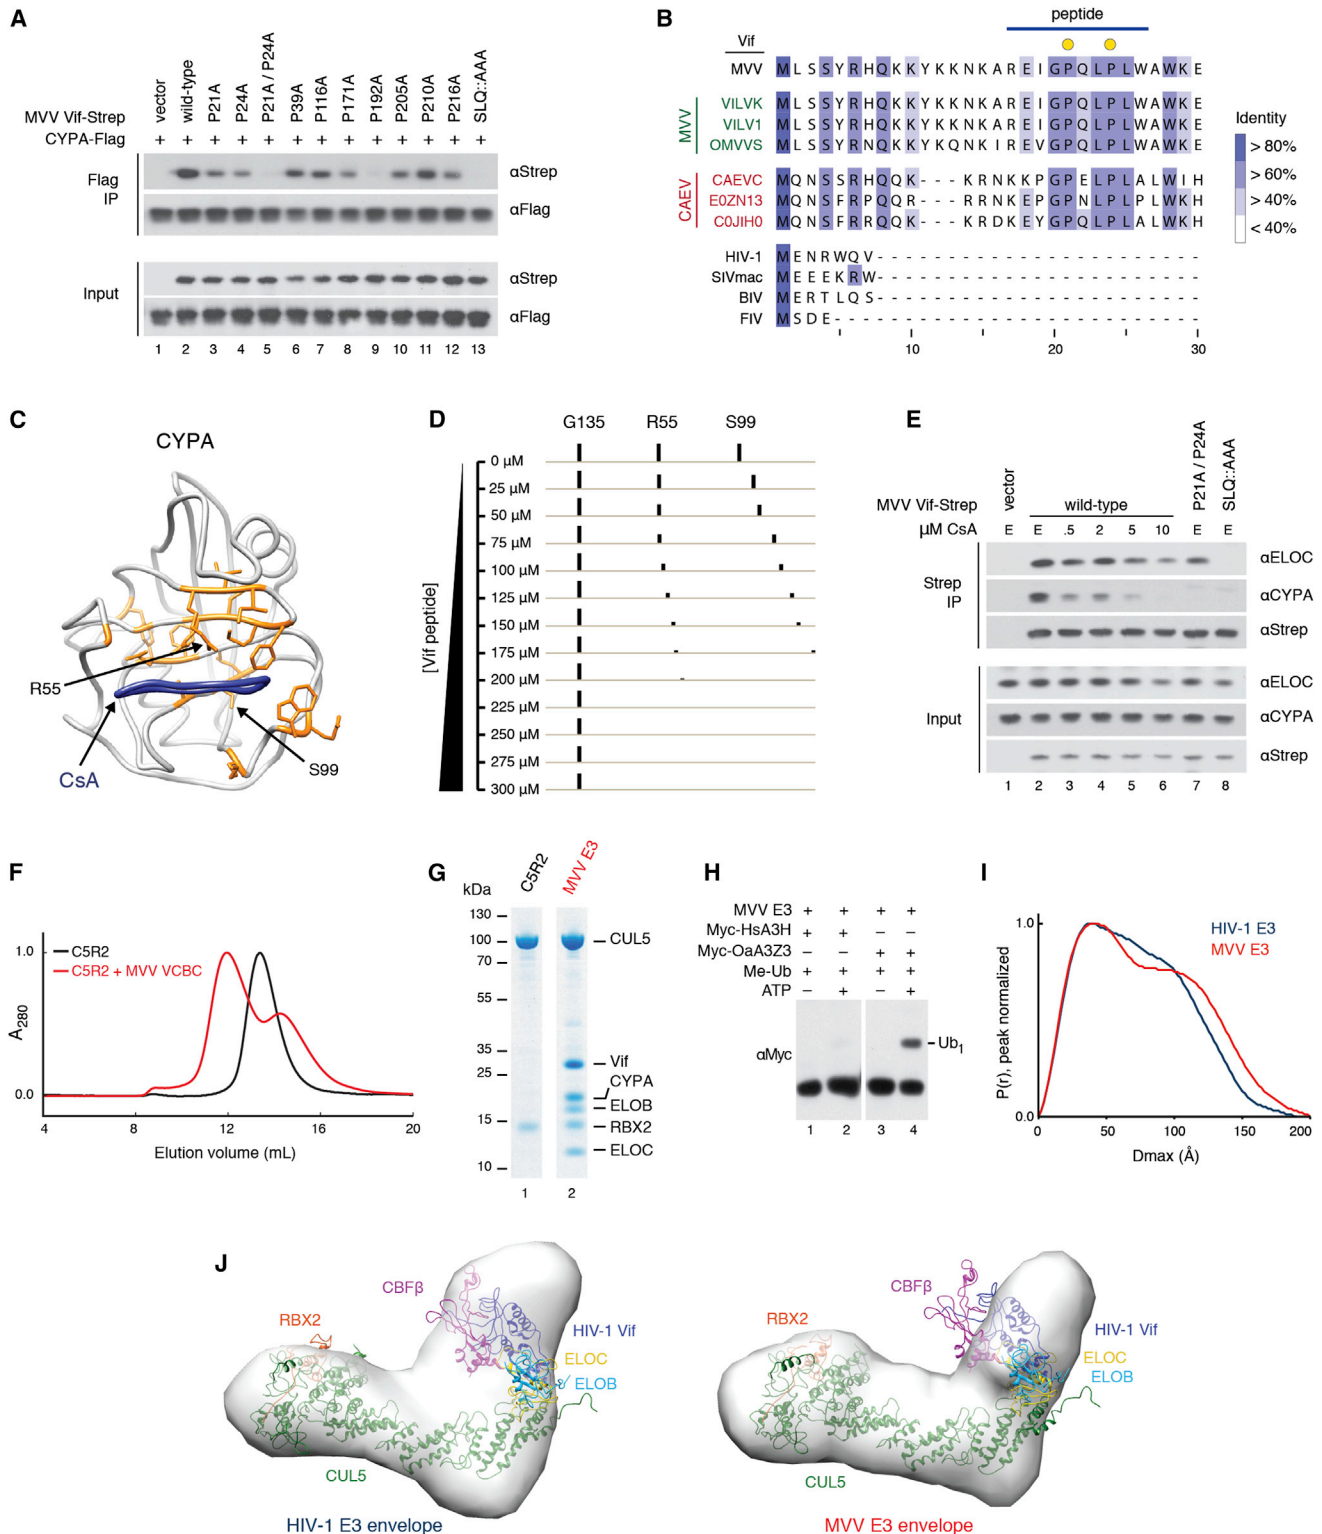 A
vector
wild-type
P21A
P24A
P21A / P24A
P39A
P116A
P171A
P192A
P205A
P210A
P216A
SLQ::AAA
MVV Vif-Strep
CYPA-Flag + + + + + + + + + + + + +
Flag IP
αStrep
αFlag
Input
αStrep
αFlag
1 2 3 4 5 6 7 8 9 10 11 12 13
B
peptide
Vif
MVV M L S S Y R H Q K K Y K K N K A R E I G P Q L P L W A W K E
MVV
VILVK M L S S Y R H Q K K Y K K N K A R E I G P Q L P L W A W K E
VILV1 M L S S Y R H Q K K Y K K N K A R E I G P Q L P L W A W K E
OMVVS M L S S Y R N Q K K Y K Q N K I R E V G P Q L P L W A W K E
CAEV
CAEVC M Q N S S R H Q Q K - - - K R N K K P G P E L P L A L W I H
E0ZN13 M Q N S F R P Q Q R - - - R R N K E P G P N L P L P L W K H
C0JIH0 M Q N S F R R Q Q K - - - K R D K E Y G P Q L P L A L W K H
HIV-1 M E N R W Q V - - - - - - - - - - - - - - - - - - - - - - -
SIVmac M E E E K R W - - - - - - - - - - - - - - - - - - - - - - -
BIV M E R T L Q S - - - - - - - - - - - - - - - - - - - - - - -
FIV M S D E - - - - - - - - - - - - - - - - - - - - - - - - - -
10 20 30
Identity
> 80%
> 60%
> 40%
< 40%
C
CYPA
R55
CsA
S99
D
G135 R55 S99
[Vif peptide]
0 µM
25 µM
50 µM
75 µM
100 µM
125 µM
150 µM
175 µM
200 µM
225 µM
250 µM
275 µM
300 µM
E
vector
wild-type
P21A / P24A
SLQ::AAA
MVV Vif-Strep
µM CsA E E .5 2 5 10 E E
Strep IP
αELOC
αCYPA
αStrep
Input
αELOC
αCYPA
αStrep
1 2 3 4 5 6 7 8
F
C5R2
C5R2 + MVV VCBC
1.0
0.0
A280
4 8 12 16 20
Elution volume (mL)
G
kDa
C5R2
MVV E3
130
100
70
55
35
25
15
10
CUL5
Vif
CYPA
ELOB
RBX2
ELOC
1 2
H
MVV E3 + + + +
Myc-HsA3H + + – –
Myc-OaA3Z3 – – + +
Me-Ub + + + +
ATP – + – +
αMyc
Ub1
1 2 3 4
I
HIV-1 E3
MVV E3
1.0
0.0
P(r), peak normalized
0 50 100 150 200
Dmax (Å)
J
CBFβ
RBX2
HIV-1 Vif
ELOC
ELOB
CUL5
HIV-1 E3 envelope
CBFβ
RBX2
HIV-1 Vif
ELOC
ELOB
CUL5
MVV E3 envelope